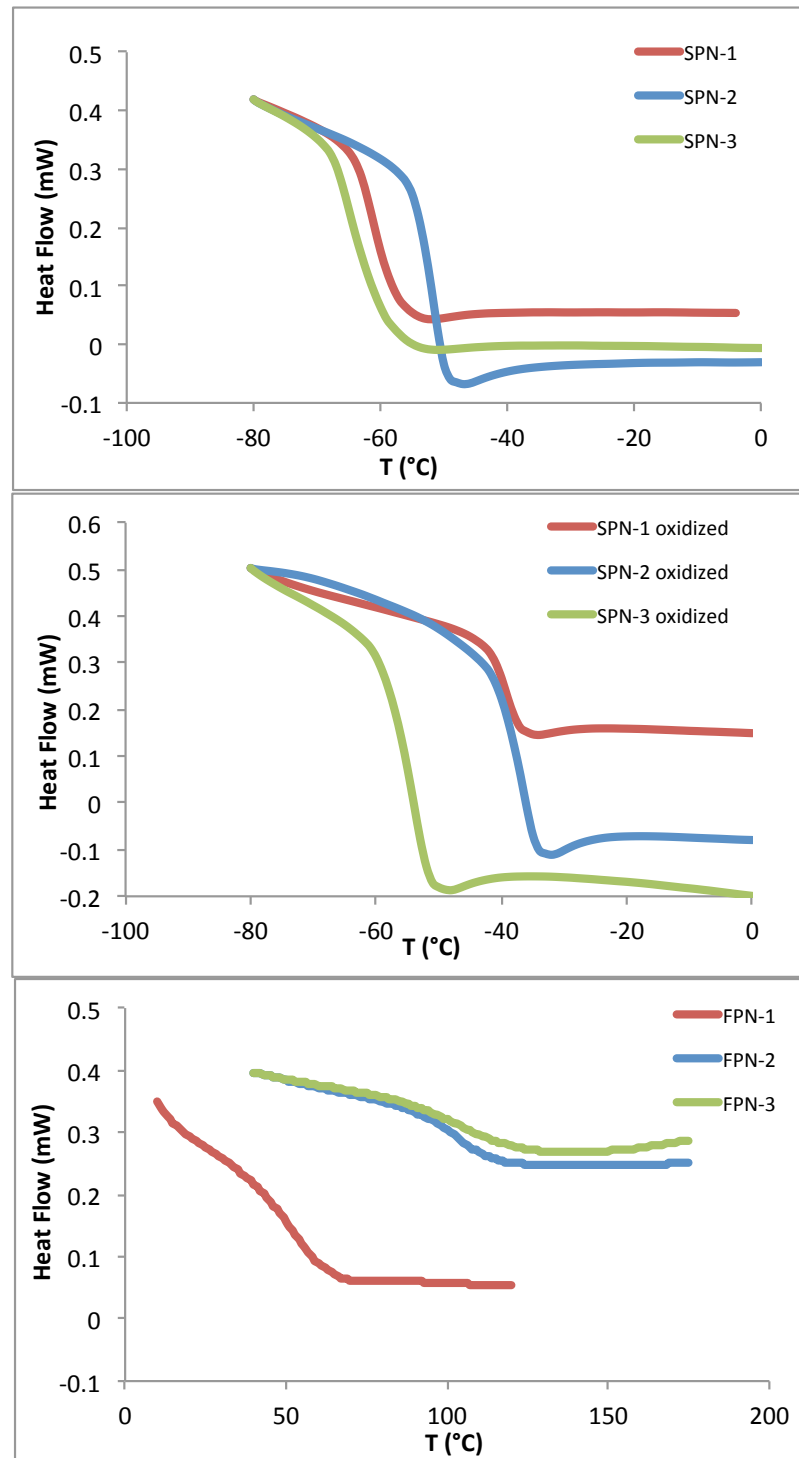 0.5
SPN-1
SPN-2
0.4
SPN-3
0.3
0.2
0.1
0
-0.1
Heat Flow (mW)
-100 -80 -60 -40 -20 0
T (°C)
0.6
SPN-1 oxidized
0.5
SPN-2 oxidized
0.4
SPN-3 oxidized
0.3
0.2
0.1
0
-0.1
-0.2
Heat Flow (mW)
-100 -80 -60 -40 -20 0
T (°C)
0.5
FPN-1
FPN-2
0.4
FPN-3
0.3
0.2
0.1
0
-0.1
Heat Flow (mW)
0 50 100 150 200
T (°C)